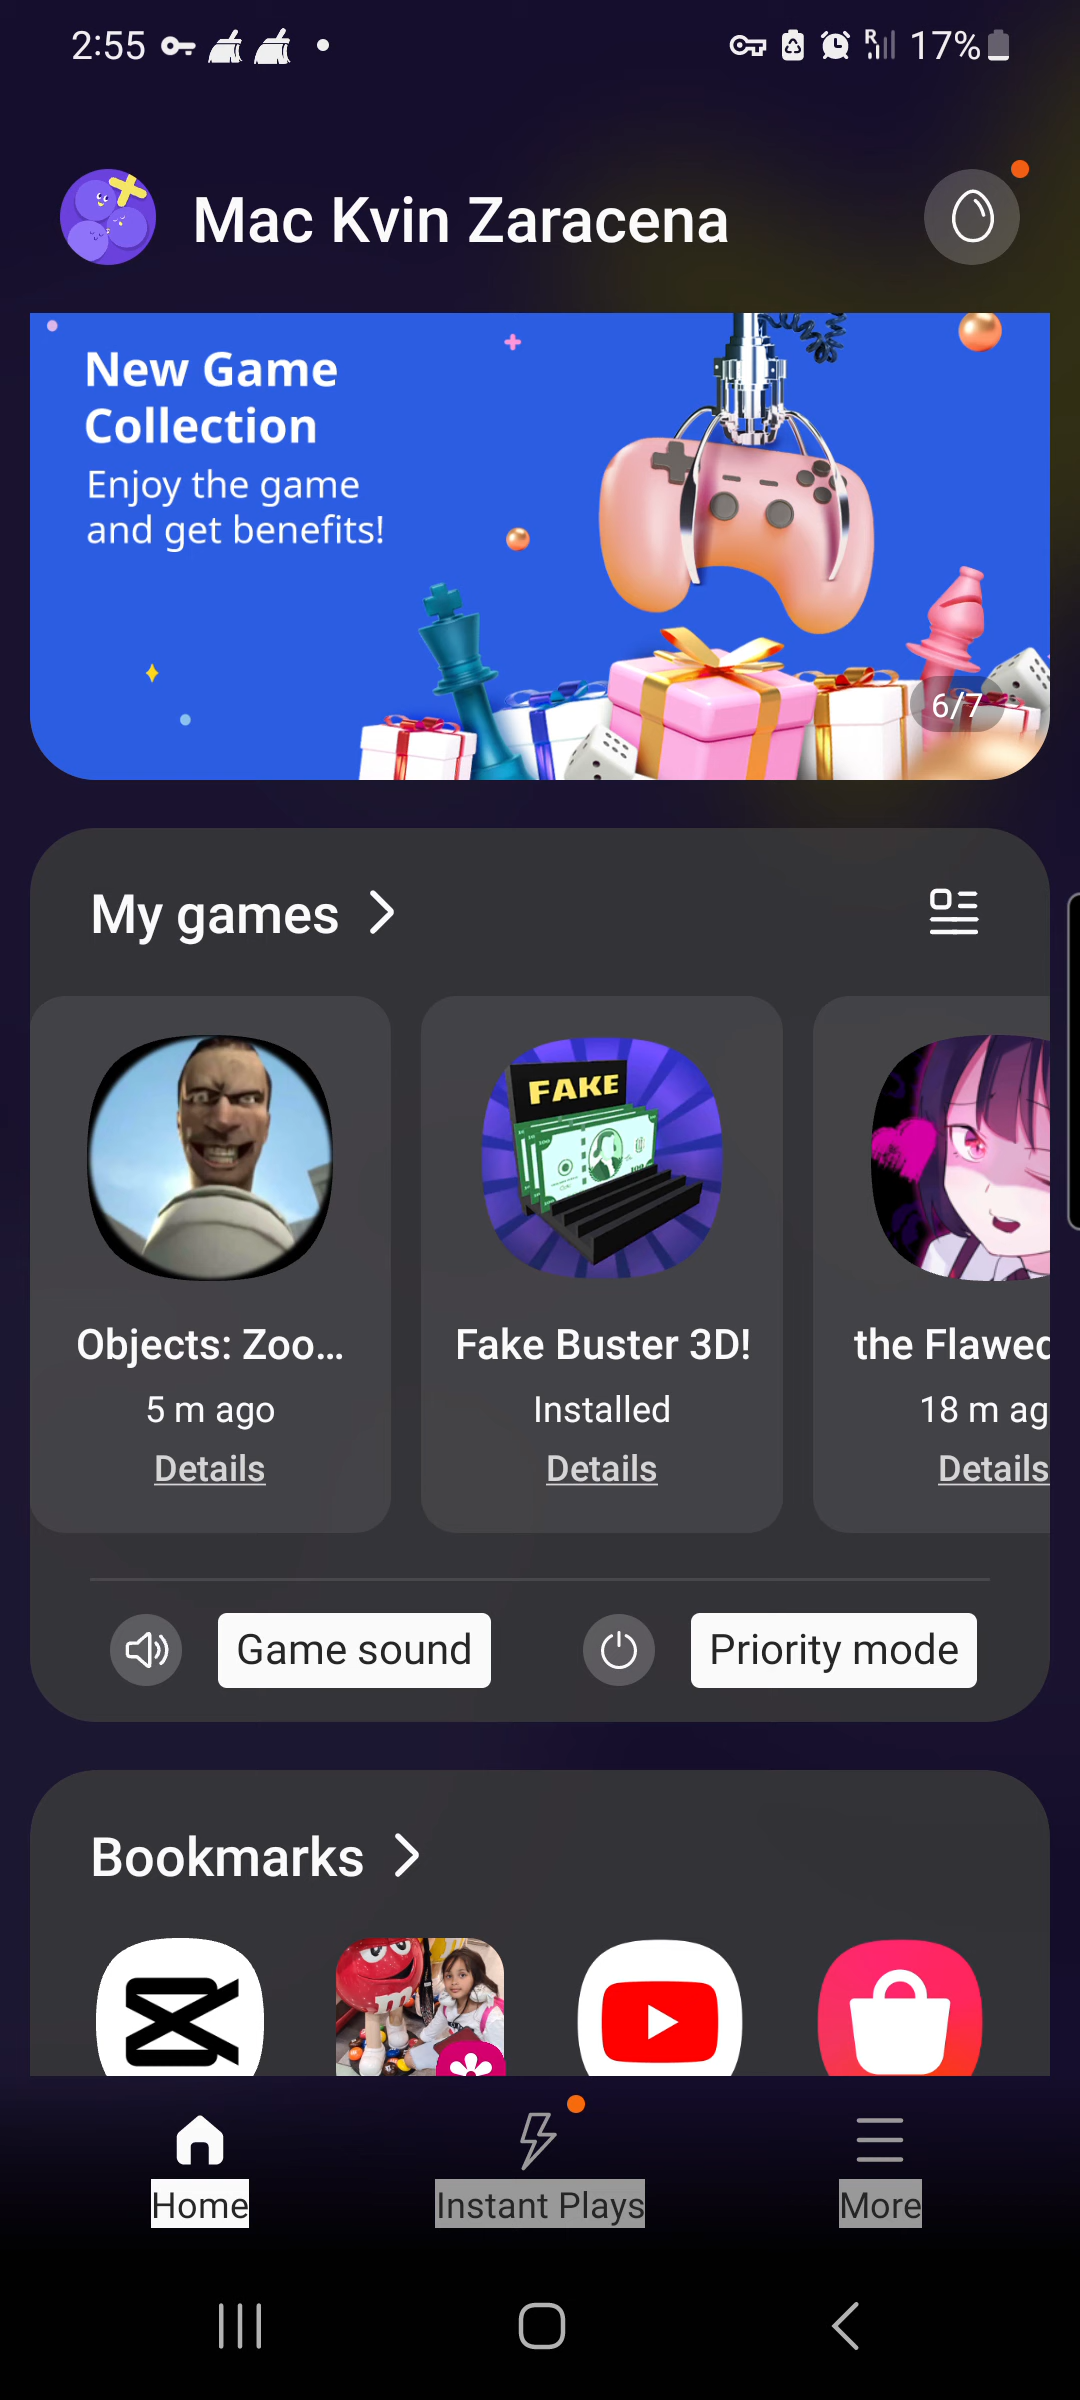 2:55
R
17%
Mac Kvin Zaracena
New Game
Collection
Enjoy the game
and get benefits!
6/7
My games
FAKE
Objects: Zoo...
Fake Buster 3D!
the Flawed
5 m ago
Installed
18 m ag
Details
Details
Details
Game sound
Priority mode
Bookmarks
m
Home
Instant Plays
More